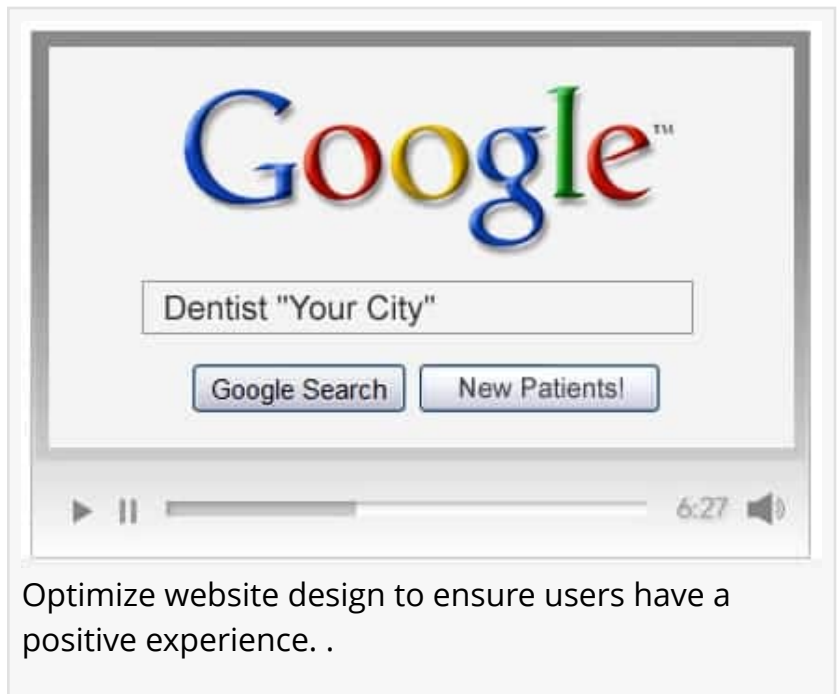 Google™
Dentist "Your City"
Google Search New Patients!
6:27
Optimize website design to ensure users have a
positive experience. .